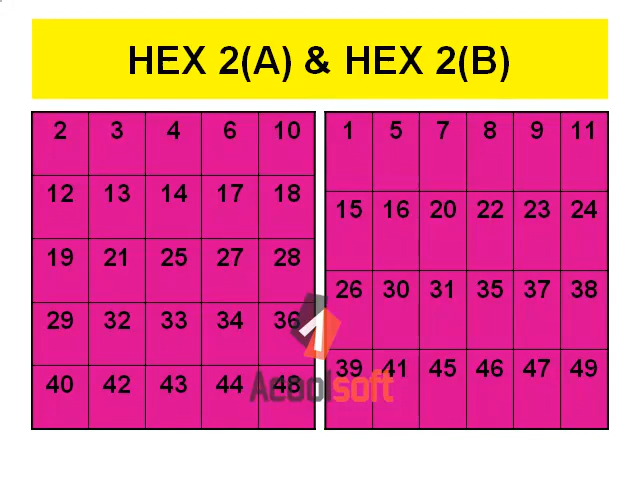 HEX 2(A) & HEX 2(B)
2 3 4 6 10
12 13 14 17 18
19 21 25 27 28
29 32 33 34 36
40 42 43 44 48
1 5 7 8 9 11
15 16 20 22 23 24
26 30 31 35 37 38
39 41 45 46 47 49
Acoolsoft